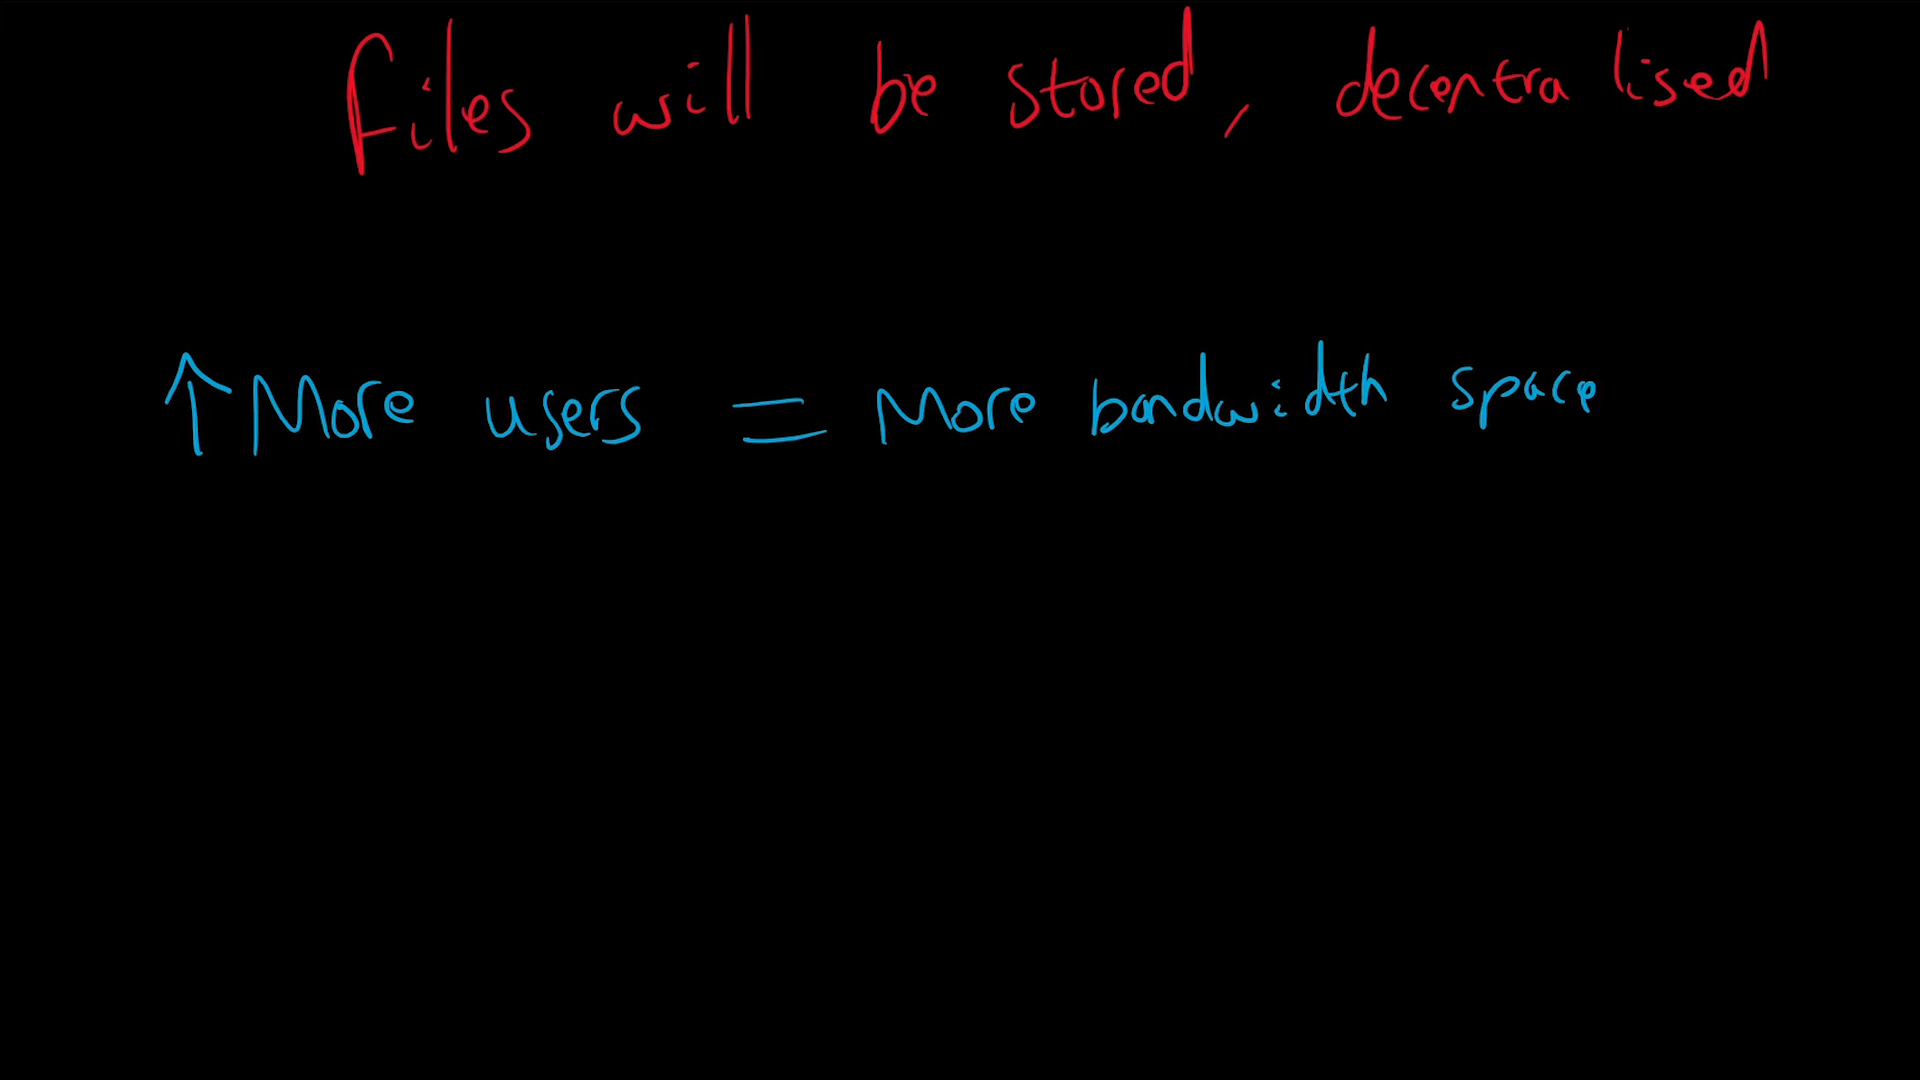 Files will be stored, decentralised
↑ More users = More bandwidth space